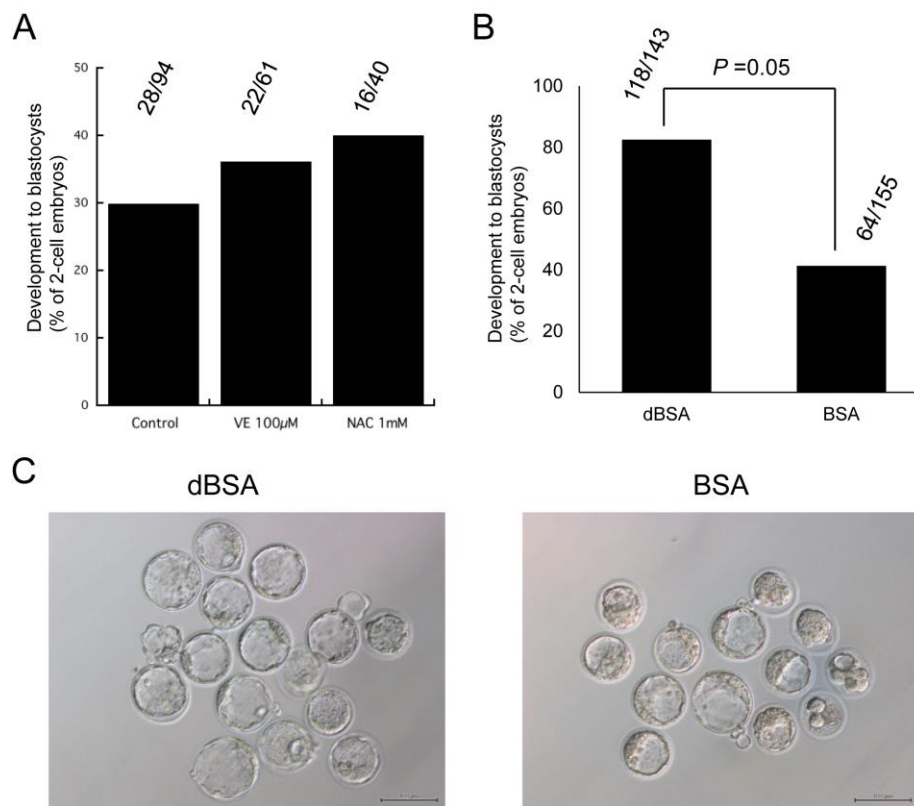 A
Development to blastocysts
(% of 2-cell embryos)
50
40
30
20
10
0
28/94
22/61
16/40
Control
VE 100µM
NAC 1mM
B
Development to blastocysts
(% of 2-cell embryos)
100
80
60
40
20
0
118/143
P =0.05
64/155
dBSA
BSA
C
dBSA
BSA